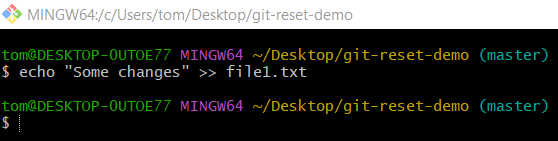 MINGW64:/c/Users/tom/Desktop/git-reset-demo
tom@DESKTOP-OUTOE77 MINGW64 ~/Desktop/git-reset-demo (master)
$ echo "Some changes" >> file1.txt
tom@DESKTOP-OUTOE77 MINGW64 ~/Desktop/git-reset-demo (master)
$